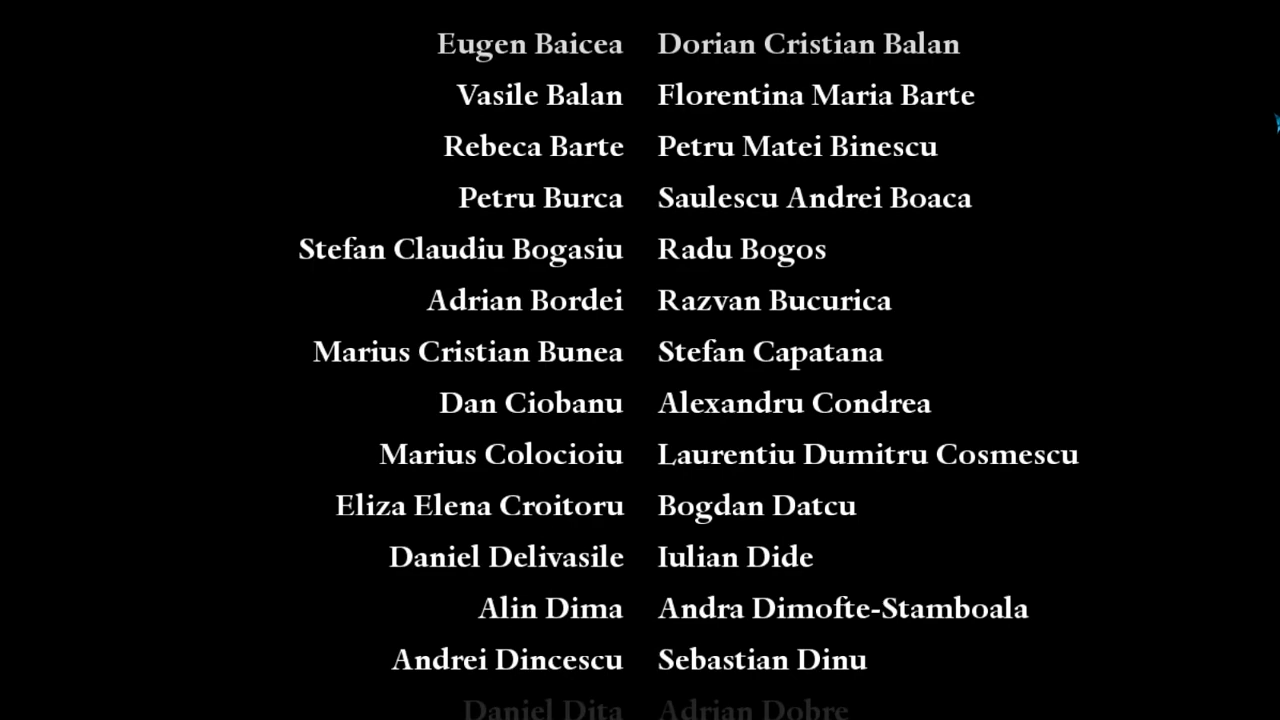 Eugen Baicea Dorian Cristian Balan
Vasile Balan Florentina Maria Barte
Rebeca Barte Petru Matei Binescu
Petru Burca Saulescu Andrei Boaca
Stefan Claudiu Bogasiu Radu Bogos
Adrian Bordei Razvan Bucurica
Marius Cristian Bunea Stefan Capatana
Dan Ciobanu Alexandru Condrea
Marius Colocioiu Laurentiu Dumitru Cosmescu
Eliza Elena Croitoru Bogdan Datcu
Daniel Delivasile Iulian Dide
Alin Dima Andra Dimofte-Stamboala
Andrei Dincescu Sebastian Dinu
Daniel Dita Adrian Dobre